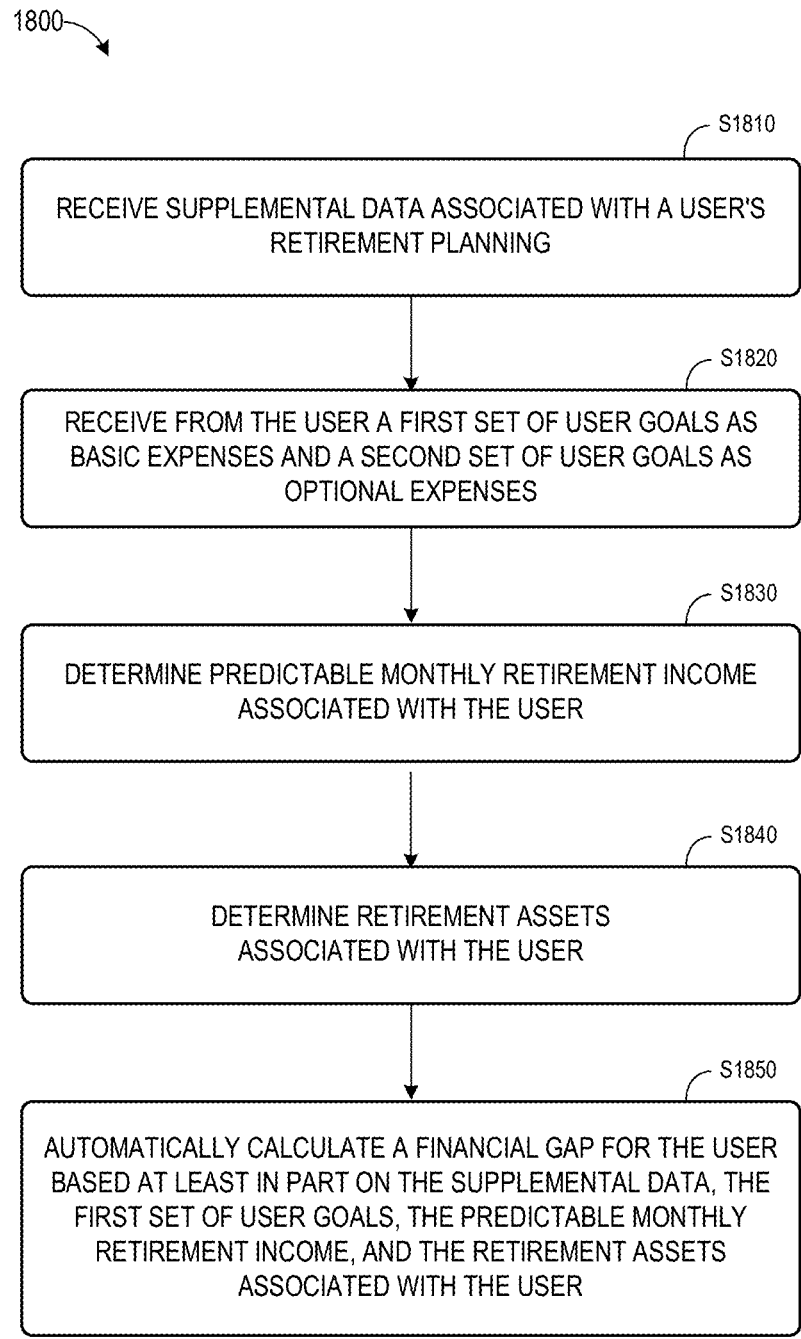 1800
S1810
RECEIVE SUPPLEMENTAL DATA ASSOCIATED WITH A USER'S
RETIREMENT PLANNING
S1820
RECEIVE FROM THE USER A FIRST SET OF USER GOALS AS
BASIC EXPENSES AND A SECOND SET OF USER GOALS AS
OPTIONAL EXPENSES
S1830
DETERMINE PREDICTABLE MONTHLY RETIREMENT INCOME
ASSOCIATED WITH THE USER
S1840
DETERMINE RETIREMENT ASSETS
ASSOCIATED WITH THE USER
S1850
AUTOMATICALLY CALCULATE A FINANCIAL GAP FOR THE USER
BASED AT LEAST IN PART ON THE SUPPLEMENTAL DATA, THE
FIRST SET OF USER GOALS, THE PREDICTABLE MONTHLY
RETIREMENT INCOME, AND THE RETIREMENT ASSETS
ASSOCIATED WITH THE USER